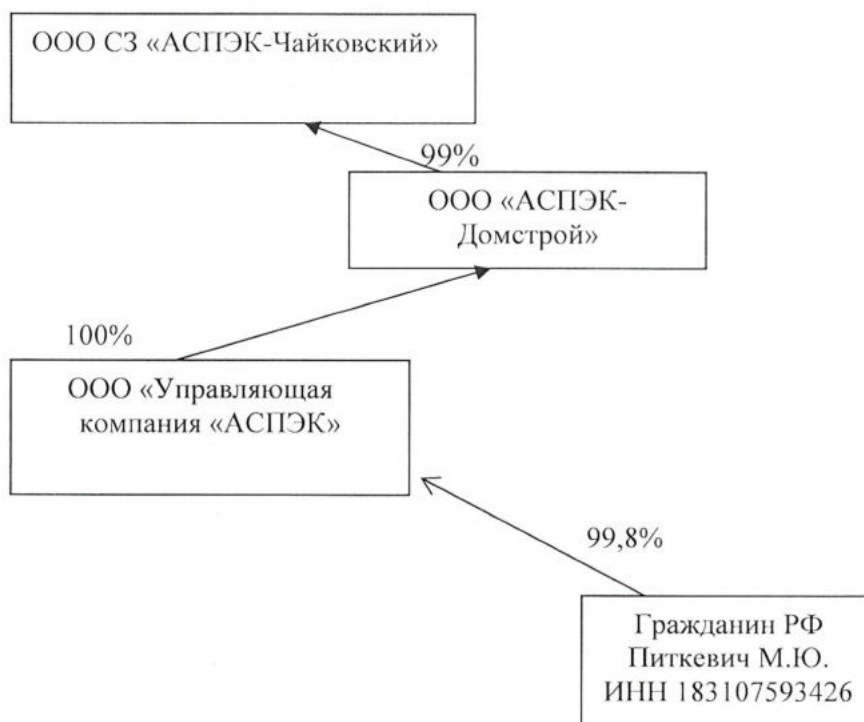 ООО СЗ «АСПЭК-Чайковский»
99%
ООО «АСПЭК-
Домстрой»
100%
ООО «Управляющая
компания «АСПЭК»
99,8%
Гражданин РФ
Питкевич М.Ю.
ИНН 183107593426